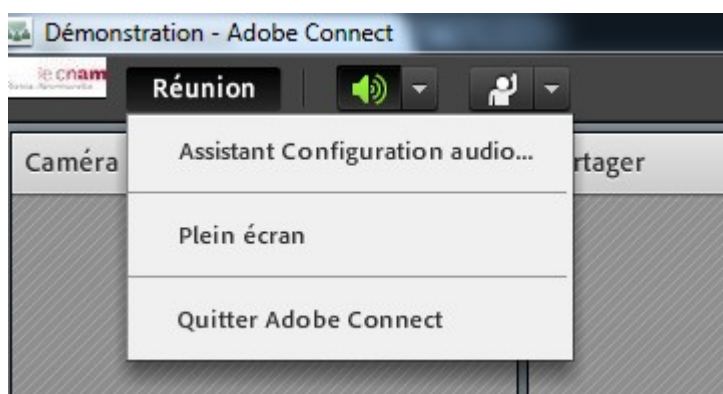 Démonstration - Adobe Connect
le cnam
Réunion
Caméra
Assistant Configuration audio...
rtager
Plein écran
Quitter Adobe Connect